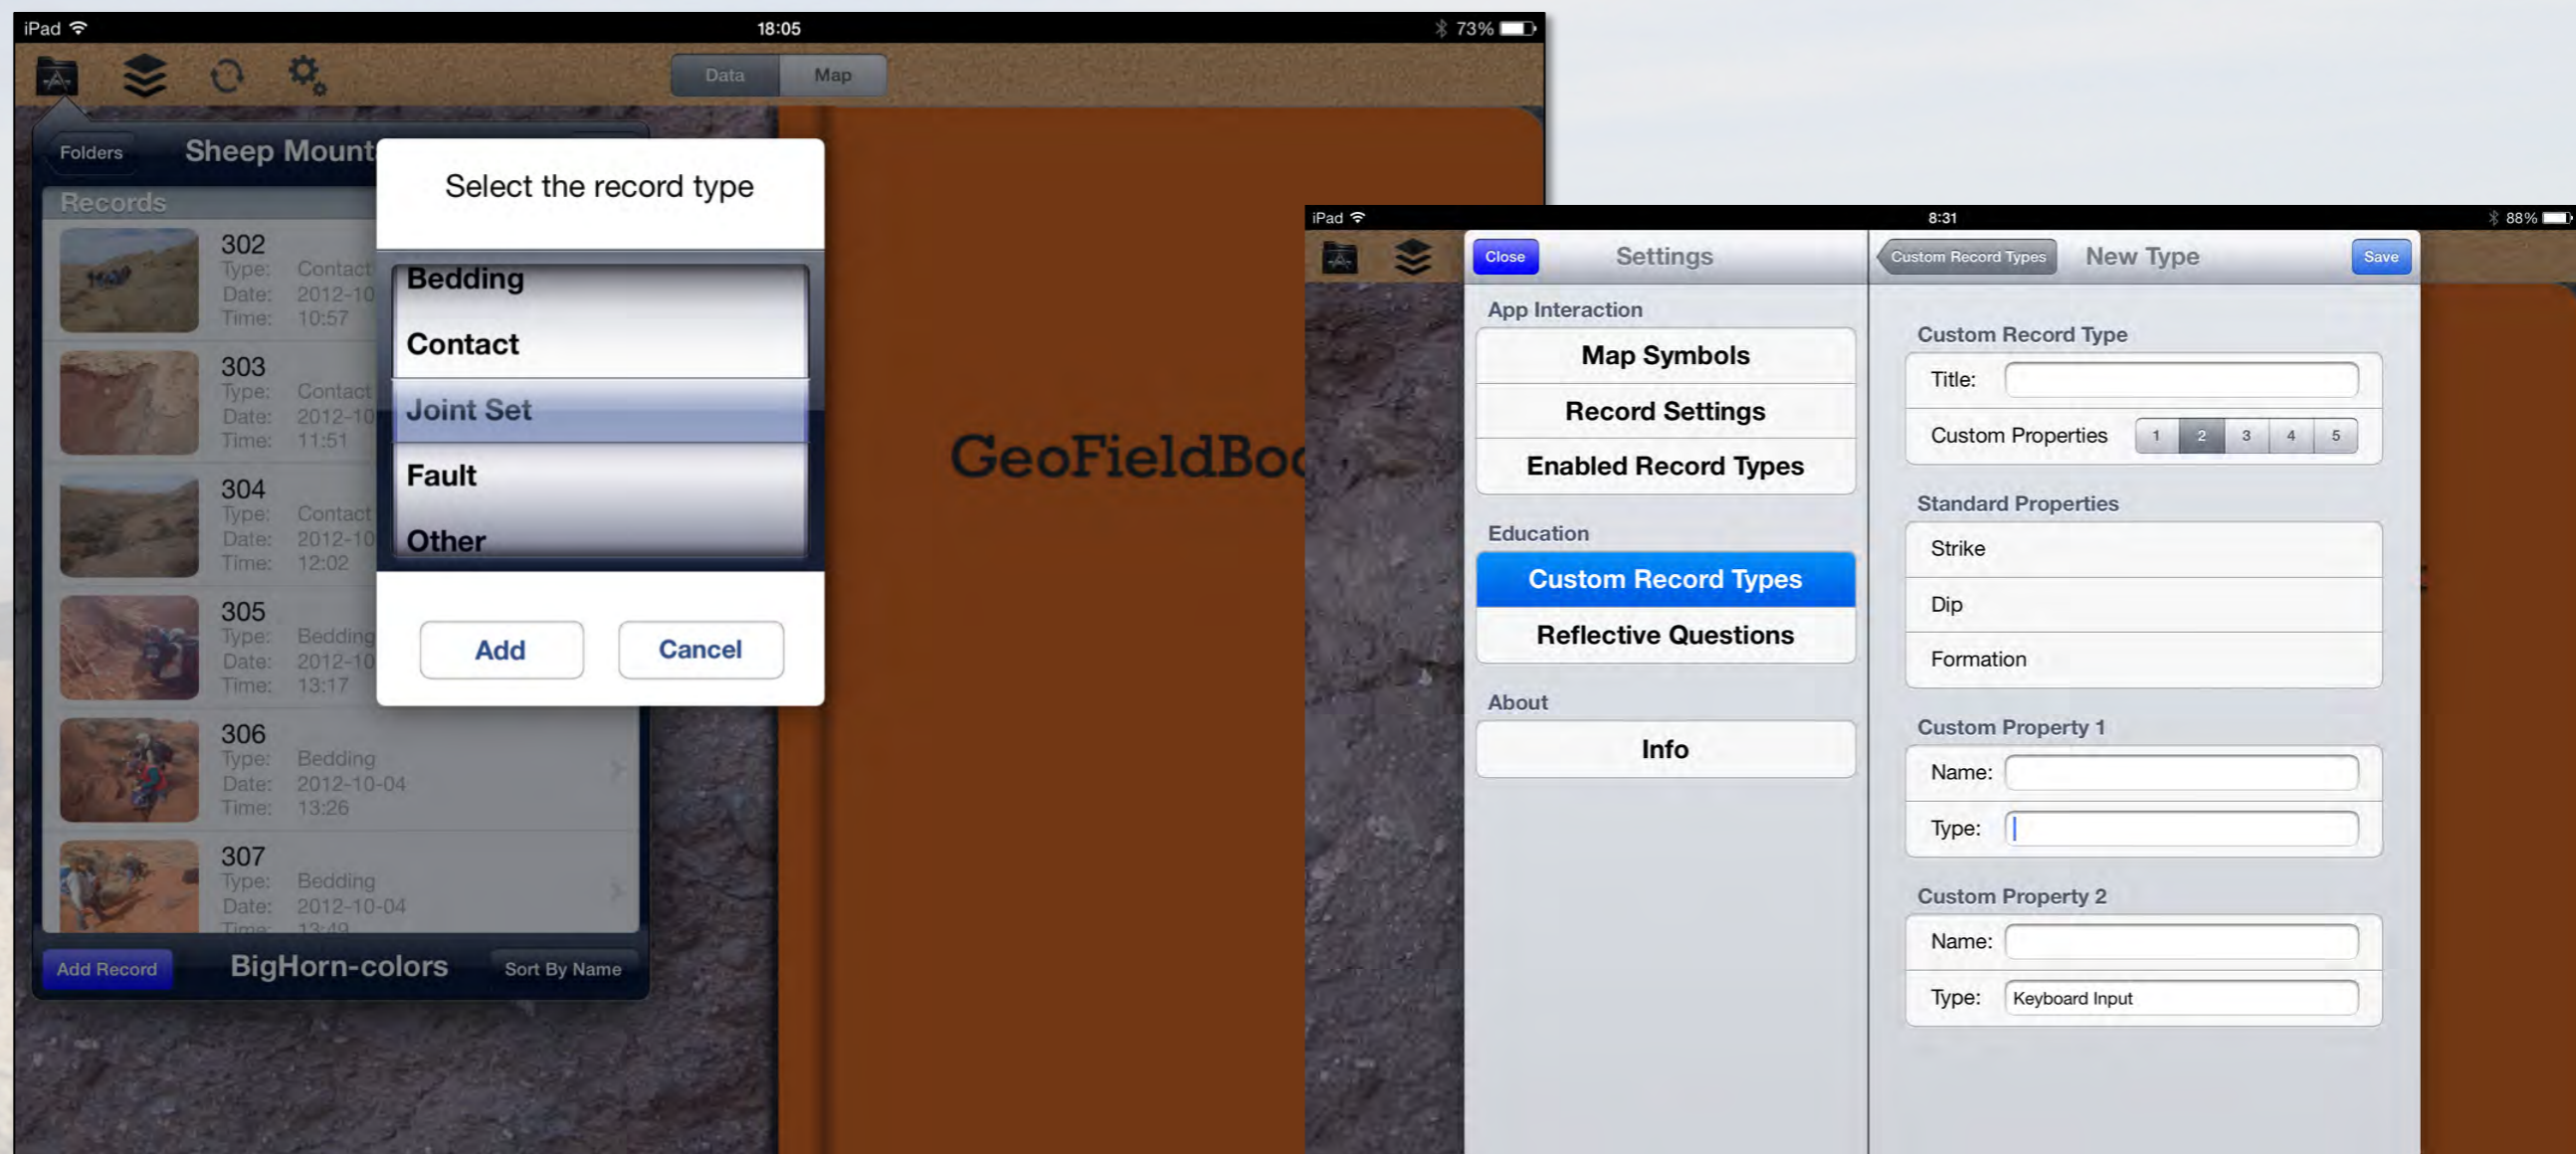 iPad 18:05 73%
Data Map
Folders Sheep Mount
Records
302
Type: Contact
Date: 2012-10
Time: 10:57
303
Type: Contact
Date: 2012-10
Time: 11:51
304
Type: Contact
Date: 2012-10
Time: 12:02
305
Type: Bedding
Date: 2012-10
Time: 13:17
306
Type: Bedding
Date: 2012-10-04
Time: 13:26
307
Type: Bedding
Date: 2012-10-04
Time: 13:49
Add Record BigHorn-colors Sort By Name
Select the record type
Bedding
Contact
Joint Set
Fault
Other
Add Cancel
GeoFieldBoo
iPad 8:31 88%
Close Settings
App Interaction
Map Symbols
Record Settings
Enabled Record Types
Education
Custom Record Types
Reflective Questions
About
Info
Custom Record Types New Type Save
Custom Record Type
Title:
Custom Properties 1 2 3 4 5
Standard Properties
Strike
Dip
Formation
Custom Property 1
Name:
Type:
Custom Property 2
Name:
Type: Keyboard Input